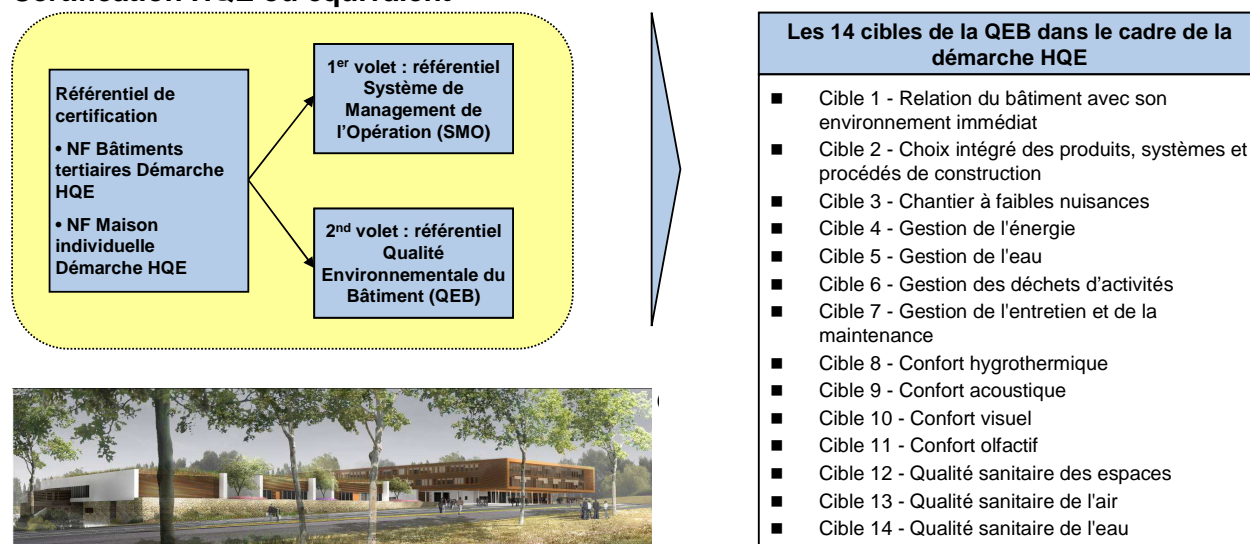 Certification HQE ou équivalent
Référentiel de
certification
• NF Bâtiments
tertiaires Démarche
HQE
• NF Maison
individuelle
Démarche HQE
1er volet : référentiel
Système de
Management de
l'Opération (SMO)
2nd volet : référentiel
Qualité
Environnementale du
Bâtiment (QEB)
Les 14 cibles de la QEB dans le cadre de la
démarche HQE
■ Cible 1 - Relation du bâtiment avec son
environnement immédiat
■ Cible 2 - Choix intégré des produits, systèmes et
procédés de construction
■ Cible 3 - Chantier à faibles nuisances
■ Cible 4 - Gestion de l'énergie
■ Cible 5 - Gestion de l'eau
■ Cible 6 - Gestion des déchets d'activités
■ Cible 7 - Gestion de l'entretien et de la
maintenance
■ Cible 8 - Confort hygrothermique
■ Cible 9 - Confort acoustique
■ Cible 10 - Confort visuel
■ Cible 11 - Confort olfactif
■ Cible 12 - Qualité sanitaire des espaces
■ Cible 13 - Qualité sanitaire de l'air
■ Cible 14 - Qualité sanitaire de l'eau